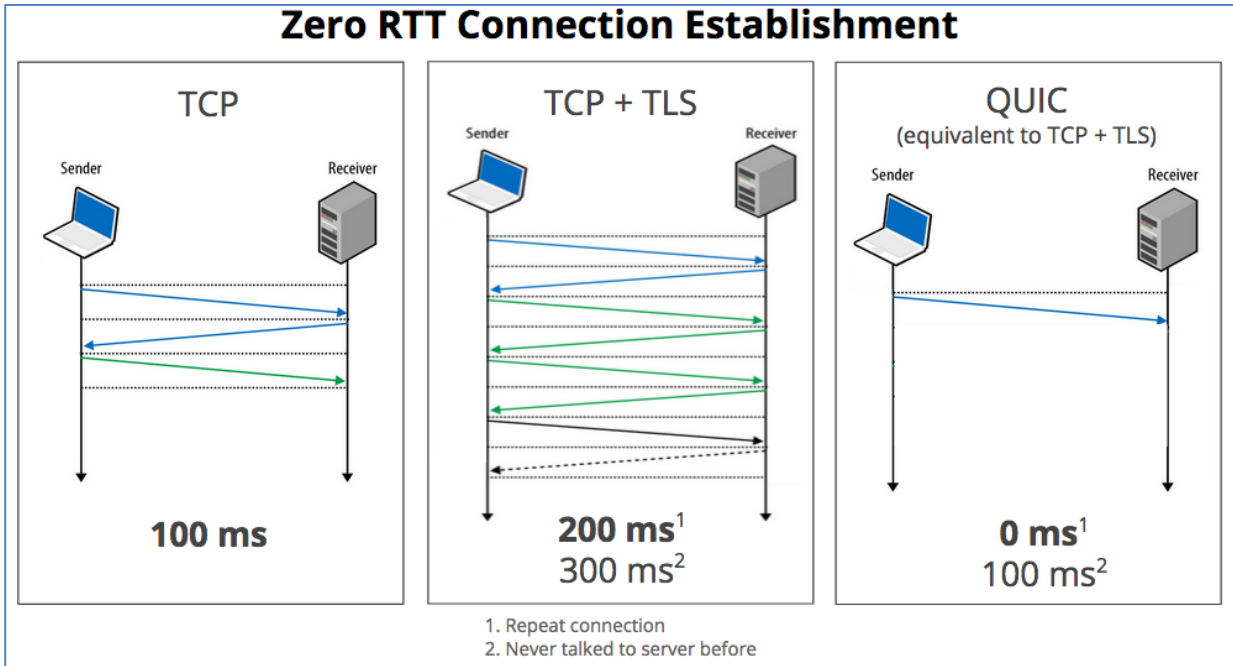 Zero RTT Connection Establishment
TCP
Sender
Receiver
100 ms
TCP + TLS
Sender
Receiver
200 ms¹
300 ms²
QUIC
(equivalent to TCP + TLS)
Sender
Receiver
0 ms¹
100 ms²
1. Repeat connection
2. Never talked to server before